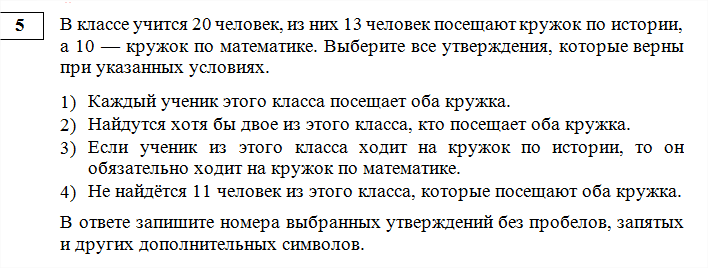 5
В классе учится 20 человек, из них 13 человек посещают кружок по истории,
а 10 — кружок по математике. Выберите все утверждения, которые верны
при указанных условиях.
1) Каждый ученик этого класса посещает оба кружка.
2) Найдутся хотя бы двое из этого класса, кто посещает оба кружка.
3) Если ученик из этого класса ходит на кружок по истории, то он
обязательно ходит на кружок по математике.
4) Не найдётся 11 человек из этого класса, которые посещают оба кружка.
В ответе запишите номера выбранных утверждений без пробелов, запятых
и других дополнительных символов.